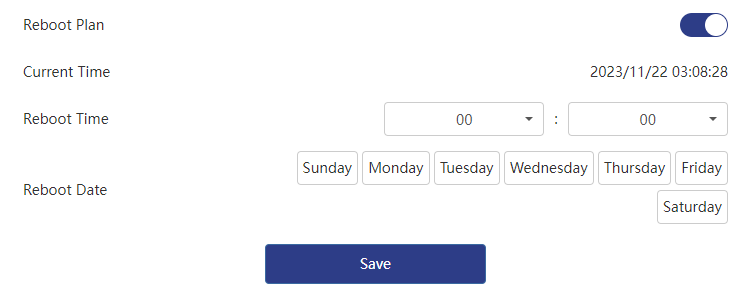 Reboot Plan
Current Time 2023/11/22 03:08:28
Reboot Time 00 : 00
Reboot Date Sunday Monday Tuesday Wednesday Thursday Friday
Saturday
Save